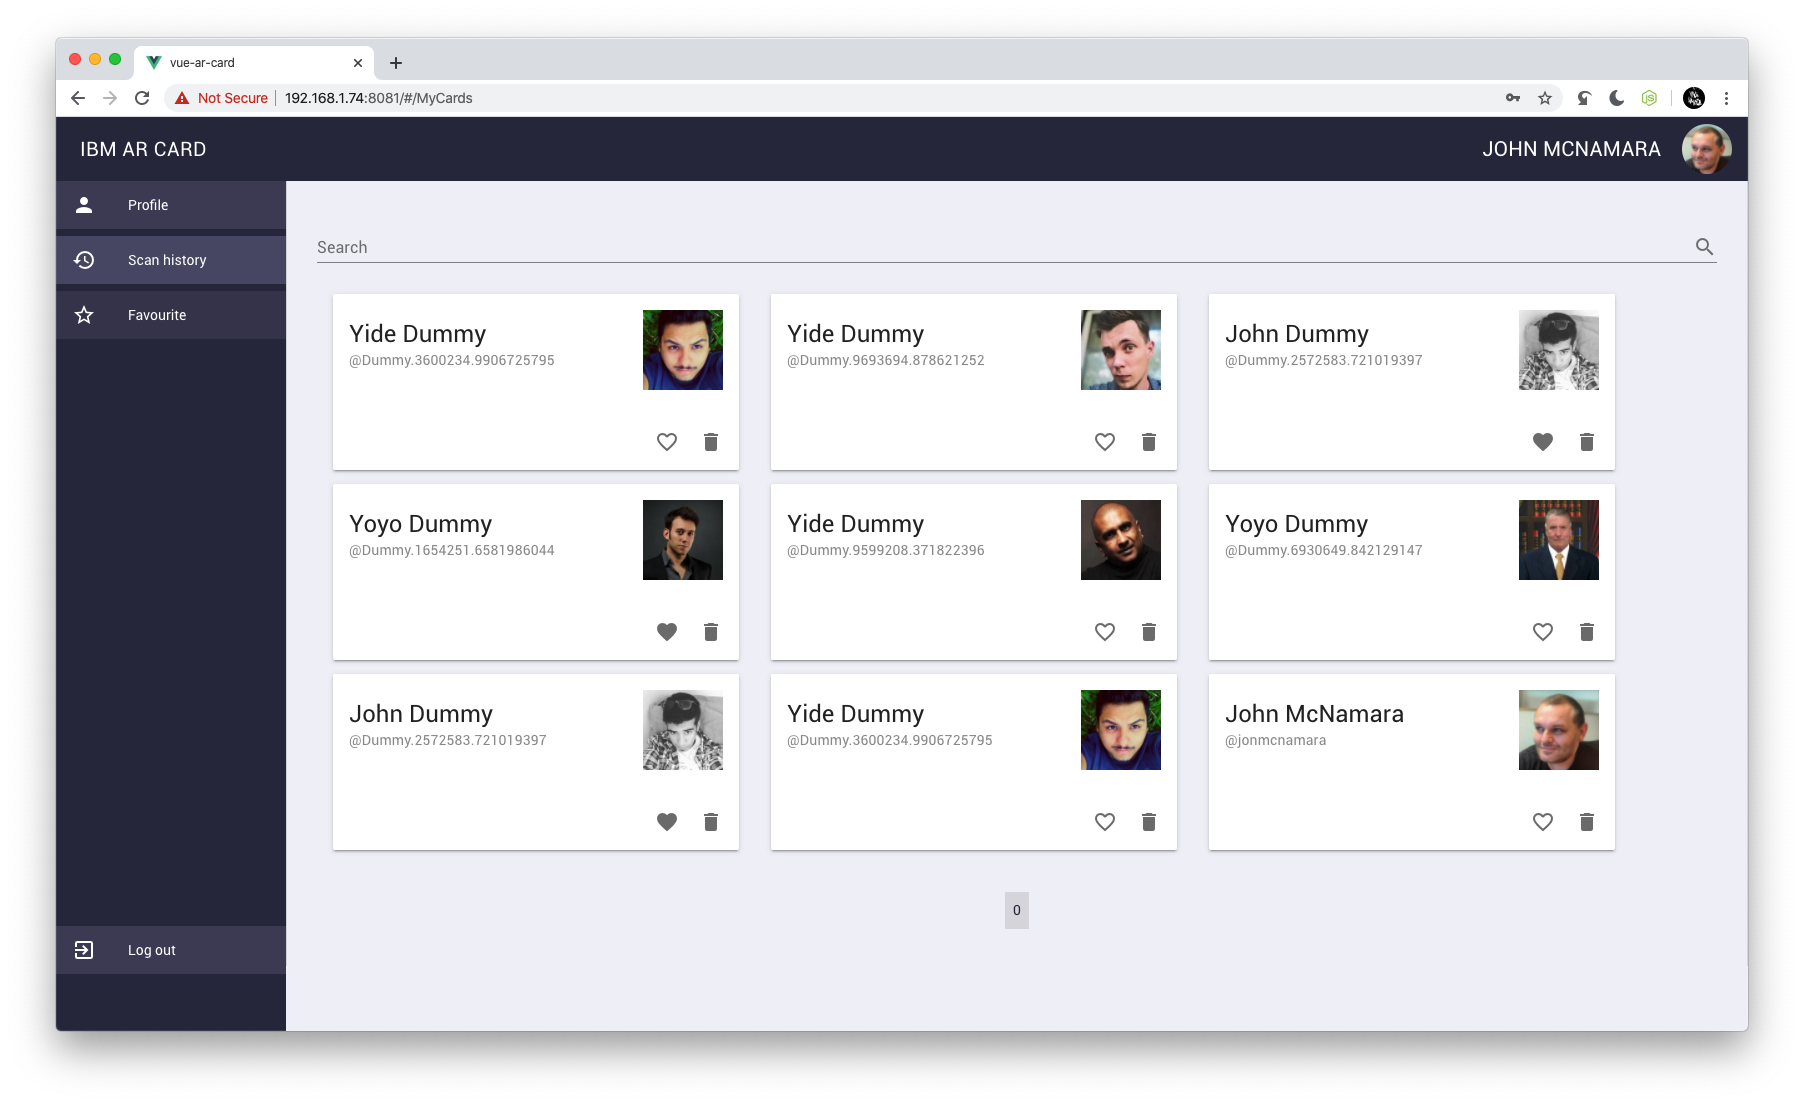 vue-ar-card
Not Secure
192.168.1.74:8081/#/MyCards
IBM AR CARD
JOHN MCNAMARA
Profile
Scan history
Favourite
Log out
Search
Yide Dummy
@Dummy.3600234.9906725795
Yide Dummy
@Dummy.9693694.878621252
John Dummy
@Dummy.2572583.721019397
Yoyo Dummy
@Dummy.1654251.6581986044
Yide Dummy
@Dummy.9599208.371822396
Yoyo Dummy
@Dummy.6930649.842129147
John Dummy
@Dummy.2572583.721019397
Yide Dummy
@Dummy.3600234.9906725795
John McNamara
@jonmcnamara
0